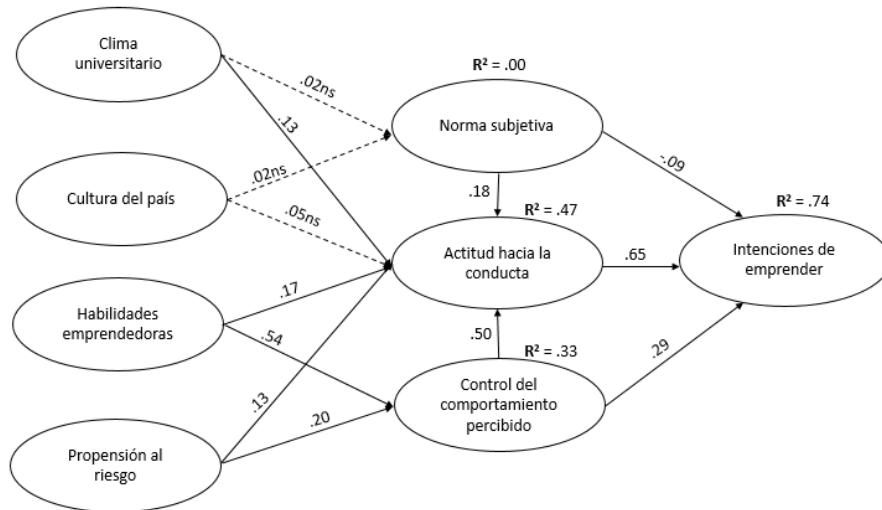 Clima
universitario
Cultura del país
Habilidades
emprendedoras
Propensión al
riesgo
.02ns
.13
.02ns
.05ns
.17
.54
.13
.20
R² = .00
Norma subjetiva
.18
R² = .47
Actitud hacia la
conducta
.50
R² = .33
Control del
comportamiento
percibido
-.09
.65
.29
R² = .74
Intenciones de
emprender